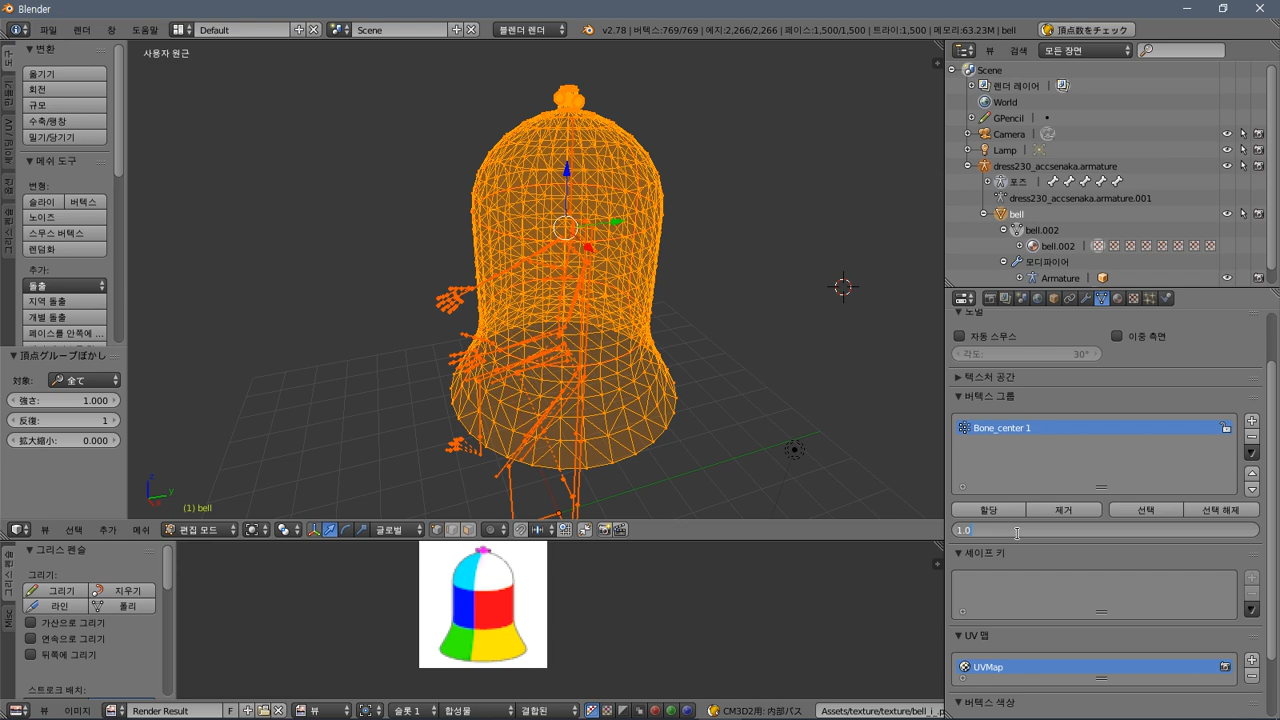 Blender
파일
렌더
창
도움말
Default
Scene
블렌더 렌더
v2.78 | 버텍스:769/769 | 에지:2,266/2,266 | 페이스:1,500/1,500 | 트라이:1,500 | 메모리:63.23M | bell
頂点数をチェック
변환
옮기기
회전
규모
수축/팽창
밀기/당기기
메쉬 도구
변형:
슬라이
버텍스
노이즈
스무스 버텍스
렌덤화
추가:
돌출
지역 돌출
개별 돌출
페이스를 안쪽에 ...
頂点グループぼかし
対象:
全て
強さ: 1.000
反復: 1
拡大縮小: 0.000
사용자 원근
(1) bell
뷰
선택
추가
메쉬
편집 모드
글로벌
그리스 펜슬
그리기:
그리기
지우기
라인
폴리
가산으로 그리기
연속으로 그리기
뒤쪽에 그리기
스트로크 배치:
Misc
뷰
이미지
Render Result
F
뷰
슬롯 1
합성물
결합된
CM3D2用: 内部パス
Assets/texture/texture/bell_i_.p
뷰
검색
모든 장면
Scene
렌더 레이어
World
GPencil
Camera
Lamp
dress230_accsenaka.armature
포즈
dress230_accsenaka.armature.001
bell
bell.002
bell.002
모디파이어
Armature
노멀
자동 스무스
이중 측면
각도: 30°
텍스처 공간
버텍스 그룹
Bone_center 1
할당
제거
선택
선택 해제
1.0
셰이프 키
UV 맵
UVMap
버텍스 색상